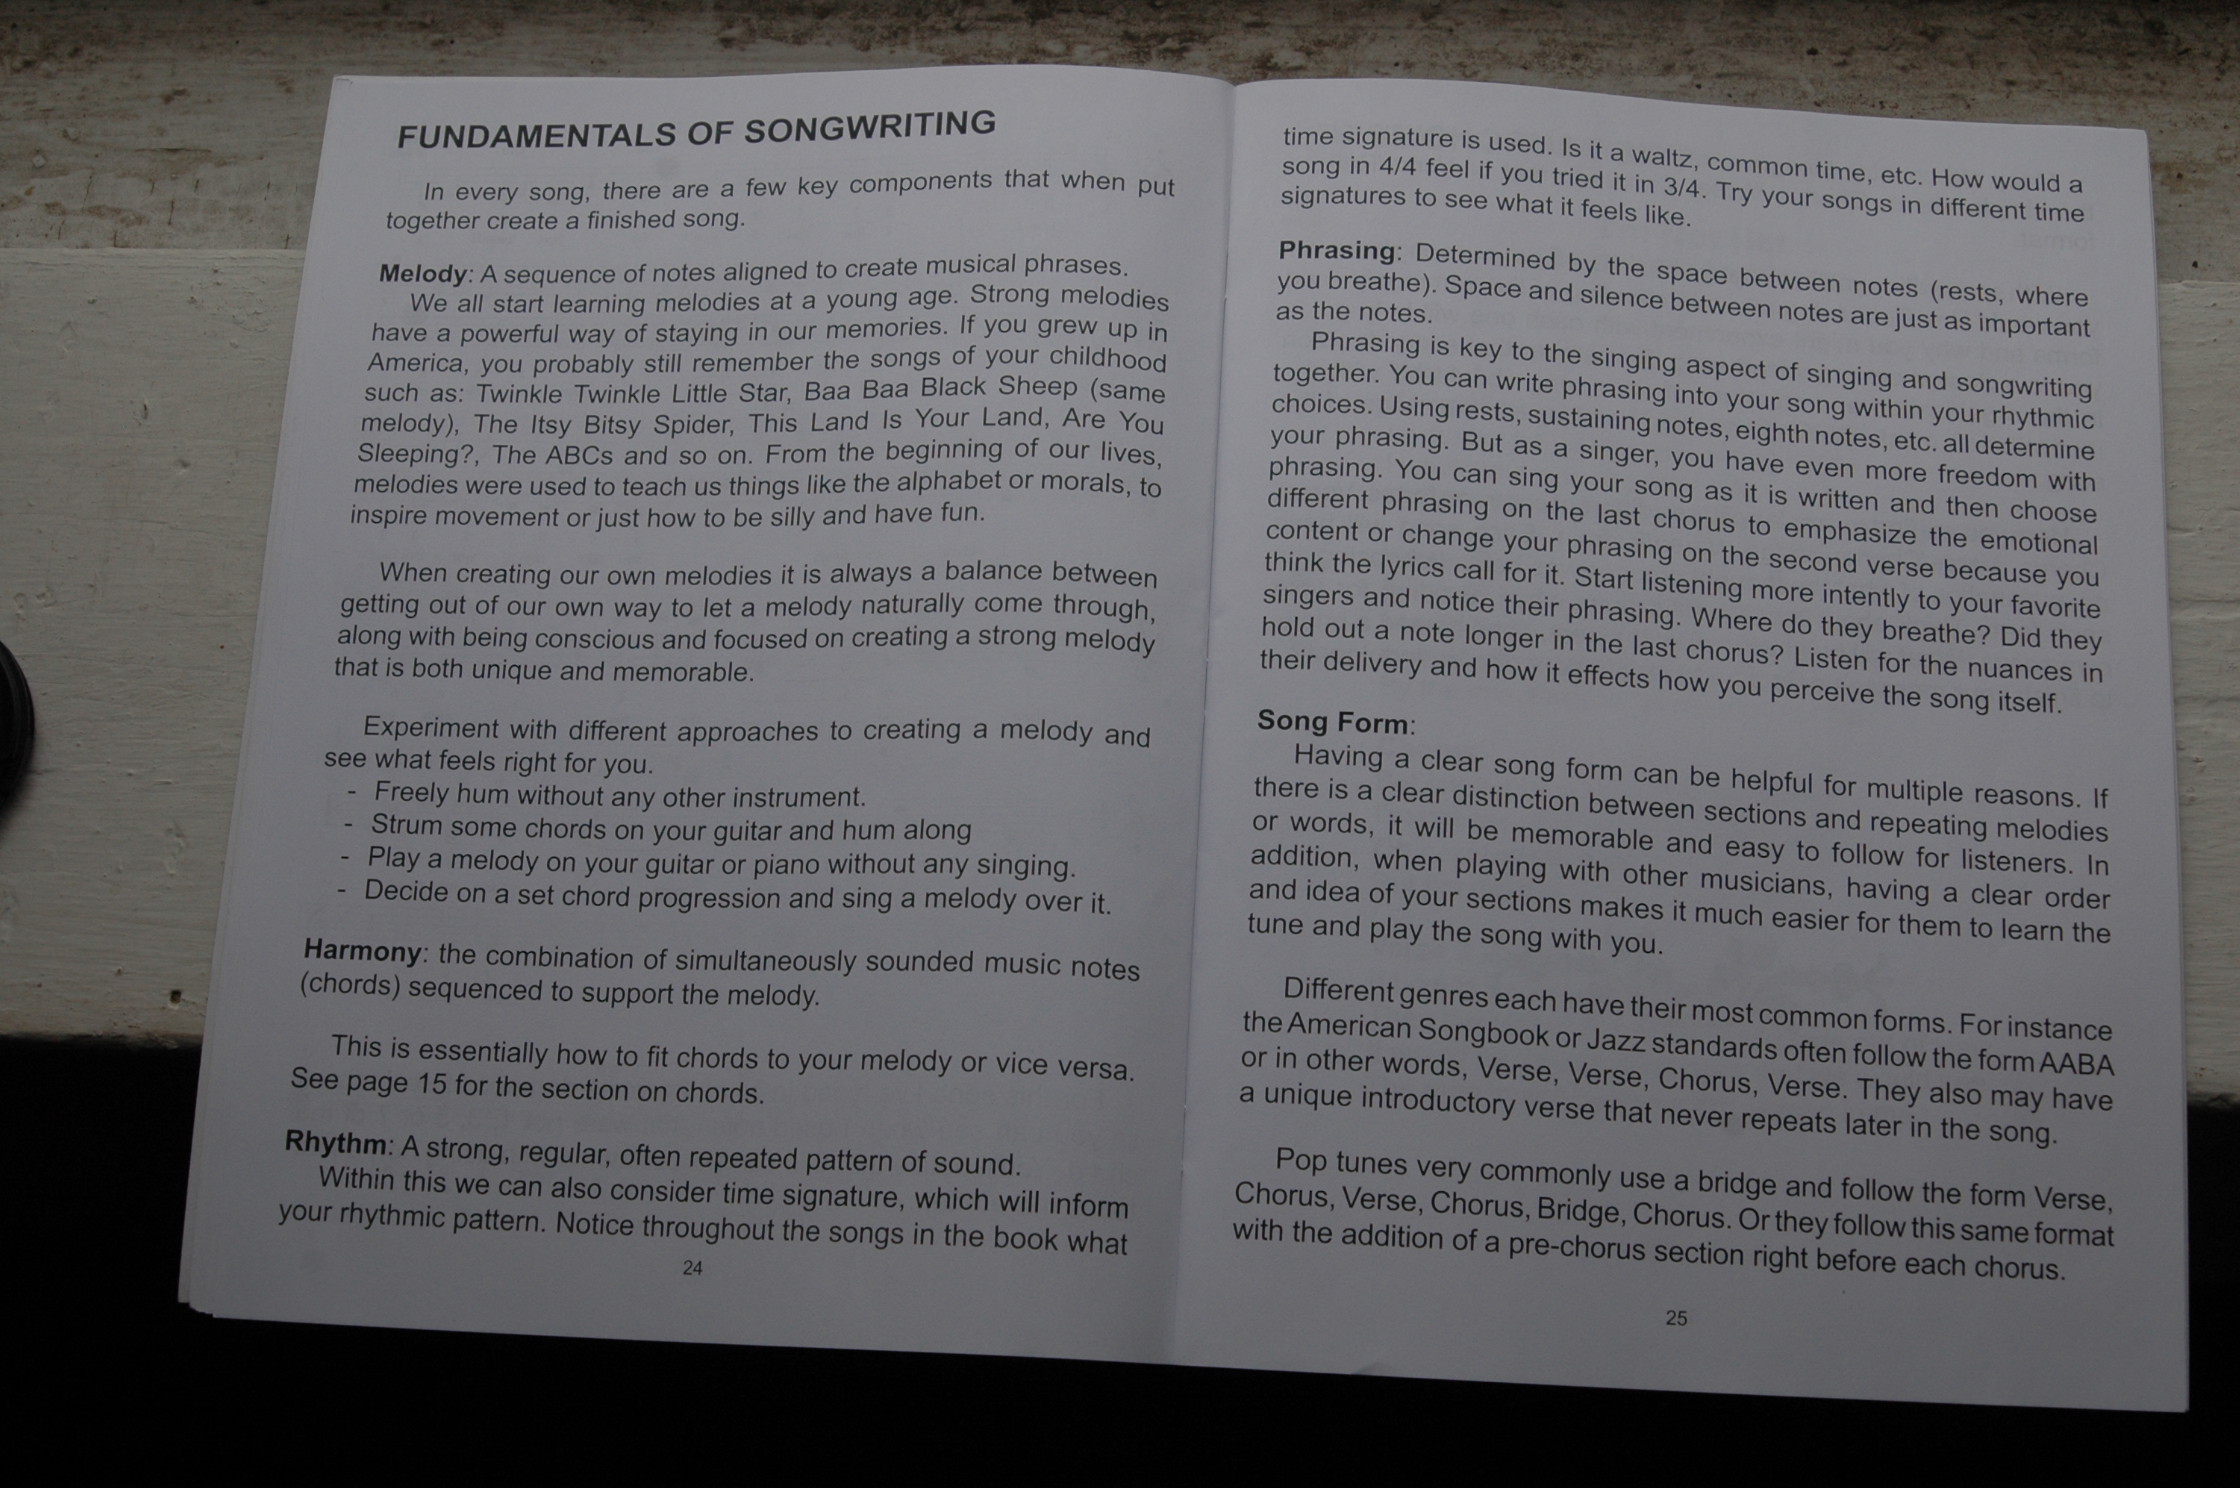 FUNDAMENTALS OF SONGWRITING
In every song, there are a few key components that when put
together create a finished song.
Melody: A sequence of notes aligned to create musical phrases.
We all start learning melodies at a young age. Strong melodies
have a powerful way of staying in our memories. If you grew up in
America, you probably still remember the songs of your childhood
such as: Twinkle Twinkle Little Star, Baa Baa Black Sheep (same
melody), The Itsy Bitsy Spider, This Land Is Your Land, Are You
Sleeping?, The ABCs and so on. From the beginning of our lives,
melodies were used to teach us things like the alphabet or morals, to
inspire movement or just how to be silly and have fun.
When creating our own melodies it is always a balance between
getting out of our own way to let a melody naturally come through,
along with being conscious and focused on creating a strong melody
that is both unique and memorable.
Experiment with different approaches to creating a melody and
see what feels right for you.
- Freely hum without any other instrument.
- Strum some chords on your guitar and hum along
- Play a melody on your guitar or piano without any singing.
- Decide on a set chord progression and sing a melody over it.
Harmony: the combination of simultaneously sounded music notes
(chords) sequenced to support the melody.
This is essentially how to fit chords to your melody or vice versa.
See page 15 for the section on chords.
Rhythm: A strong, regular, often repeated pattern of sound.
Within this we can also consider time signature, which will inform
your rhythmic pattern. Notice throughout the songs in the book what
24
time signature is used. Is it a waltz, common time, etc. How would a
song in 4/4 feel if you tried it in 3/4. Try your songs in different time
signatures to see what it feels like.
Phrasing: Determined by the space between notes (rests, where
you breathe). Space and silence between notes are just as important
as the notes.
Phrasing is key to the singing aspect of singing and songwriting
together. You can write phrasing into your song within your rhythmic
choices. Using rests, sustaining notes, eighth notes, etc. all determine
your phrasing. But as a singer, you have even more freedom with
phrasing. You can sing your song as it is written and then choose
different phrasing on the last chorus to emphasize the emotional
content or change your phrasing on the second verse because you
think the lyrics call for it. Start listening more intently to your favorite
singers and notice their phrasing. Where do they breathe? Did they
hold out a note longer in the last chorus? Listen for the nuances in
their delivery and how it effects how you perceive the song itself.
Song Form:
Having a clear song form can be helpful for multiple reasons. If
there is a clear distinction between sections and repeating melodies
or words, it will be memorable and easy to follow for listeners. In
addition, when playing with other musicians, having a clear order
and idea of your sections makes it much easier for them to learn the
tune and play the song with you.
Different genres each have their most common forms. For instance
the American Songbook or Jazz standards often follow the form AABA
or in other words, Verse, Verse, Chorus, Verse. They also may have
a unique introductory verse that never repeats later in the song.
Pop tunes very commonly use a bridge and follow the form Verse,
Chorus, Verse, Chorus, Bridge, Chorus. Or they follow this same format
with the addition of a pre-chorus section right before each chorus.
25